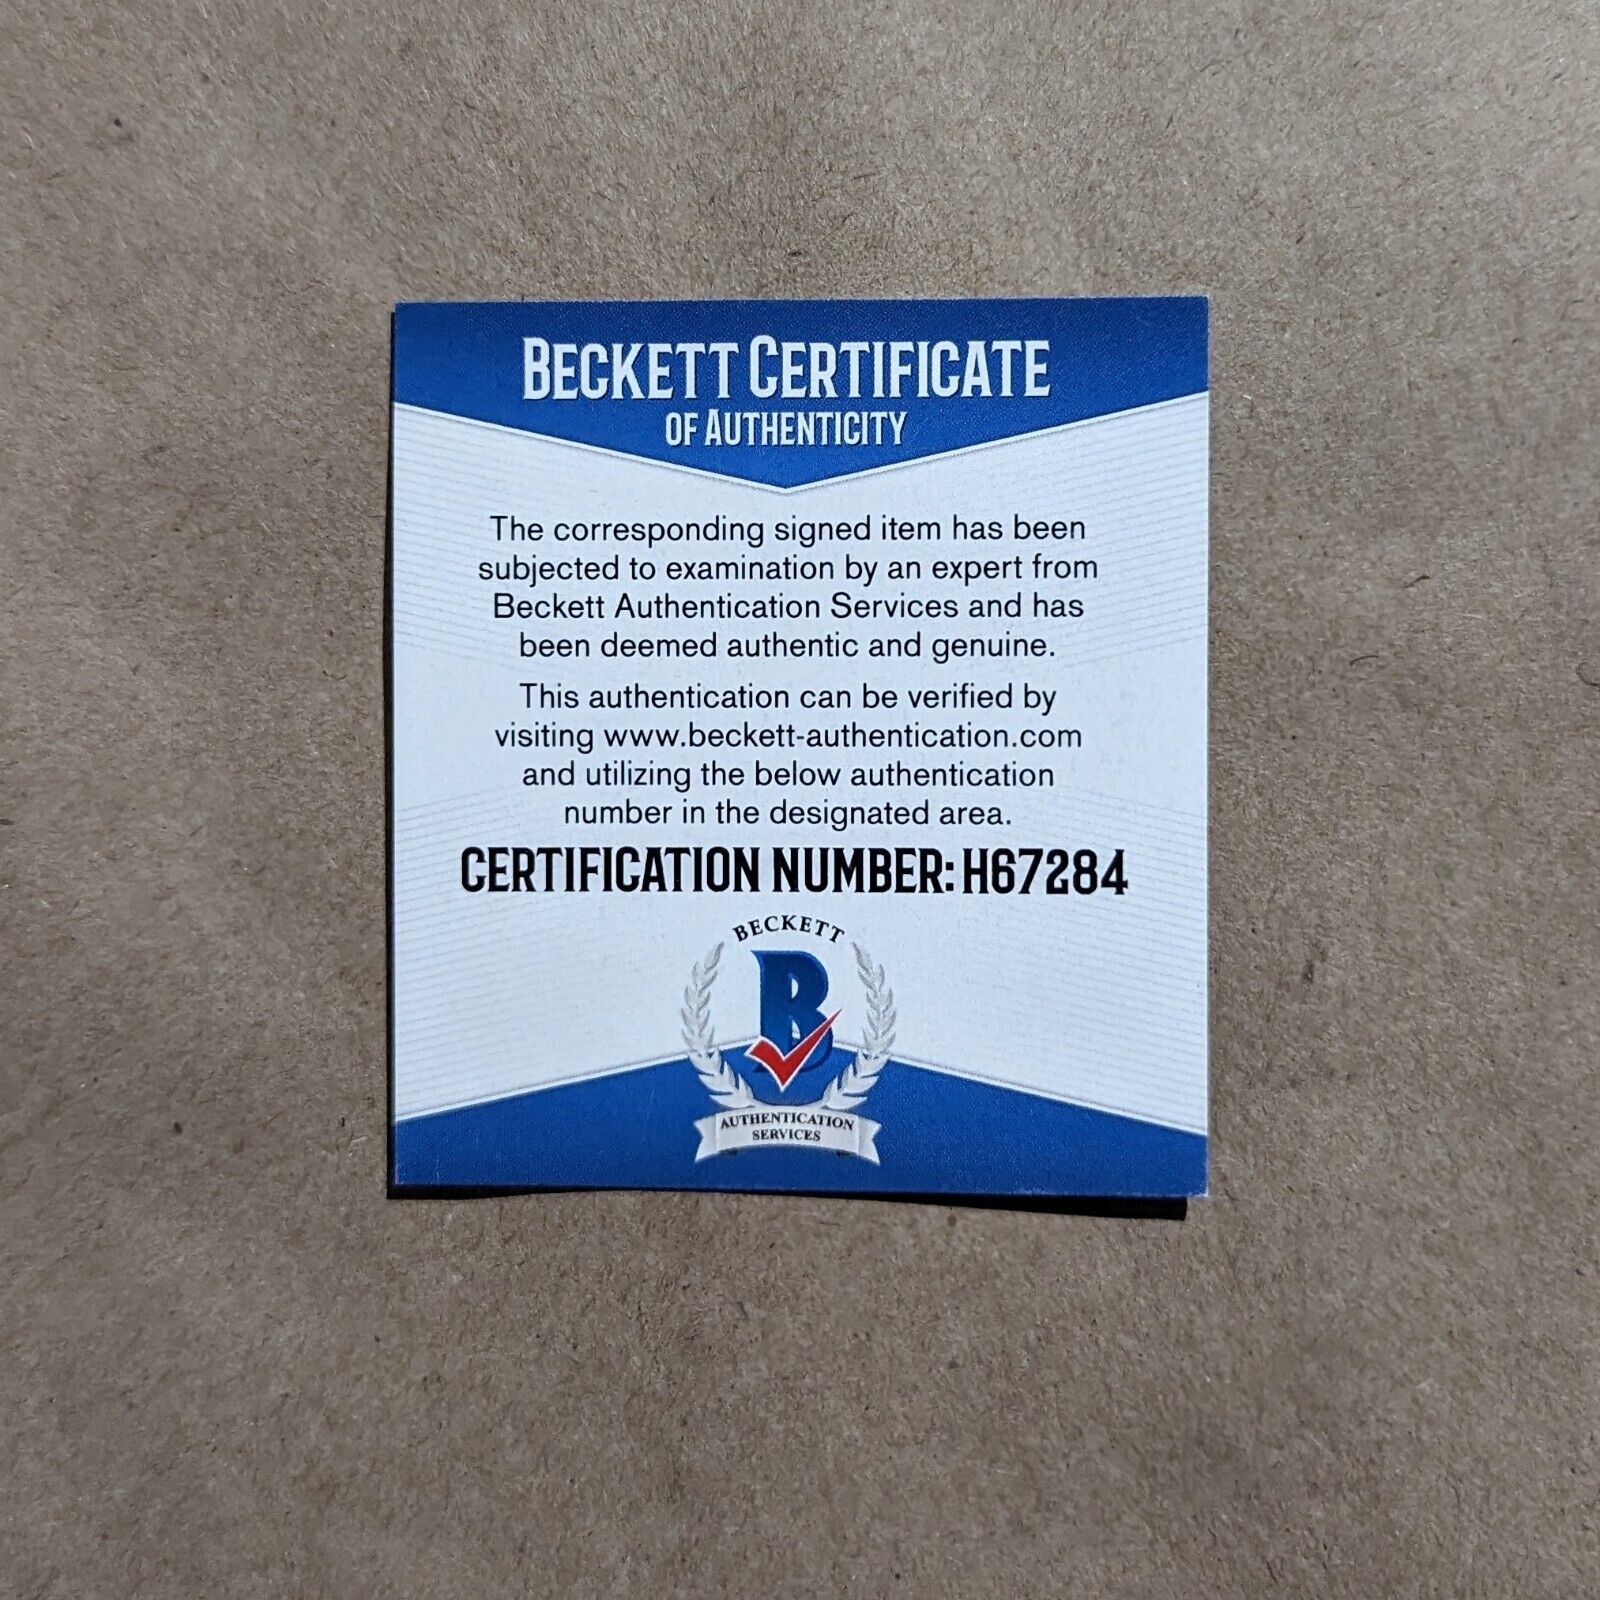 BECKETT CERTIFICATE
OF AUTHENTICITY
The corresponding signed item has been
subjected to examination by an expert from
Beckett Authentication Services and has
been deemed authentic and genuine.
This authentication can be verified by
visiting www.beckett-authentication.com
and utilizing the below authentication
number in the designated area.
CERTIFICATION NUMBER: H67284
BECKETT
B
AUTHENTICATION
SERVICES